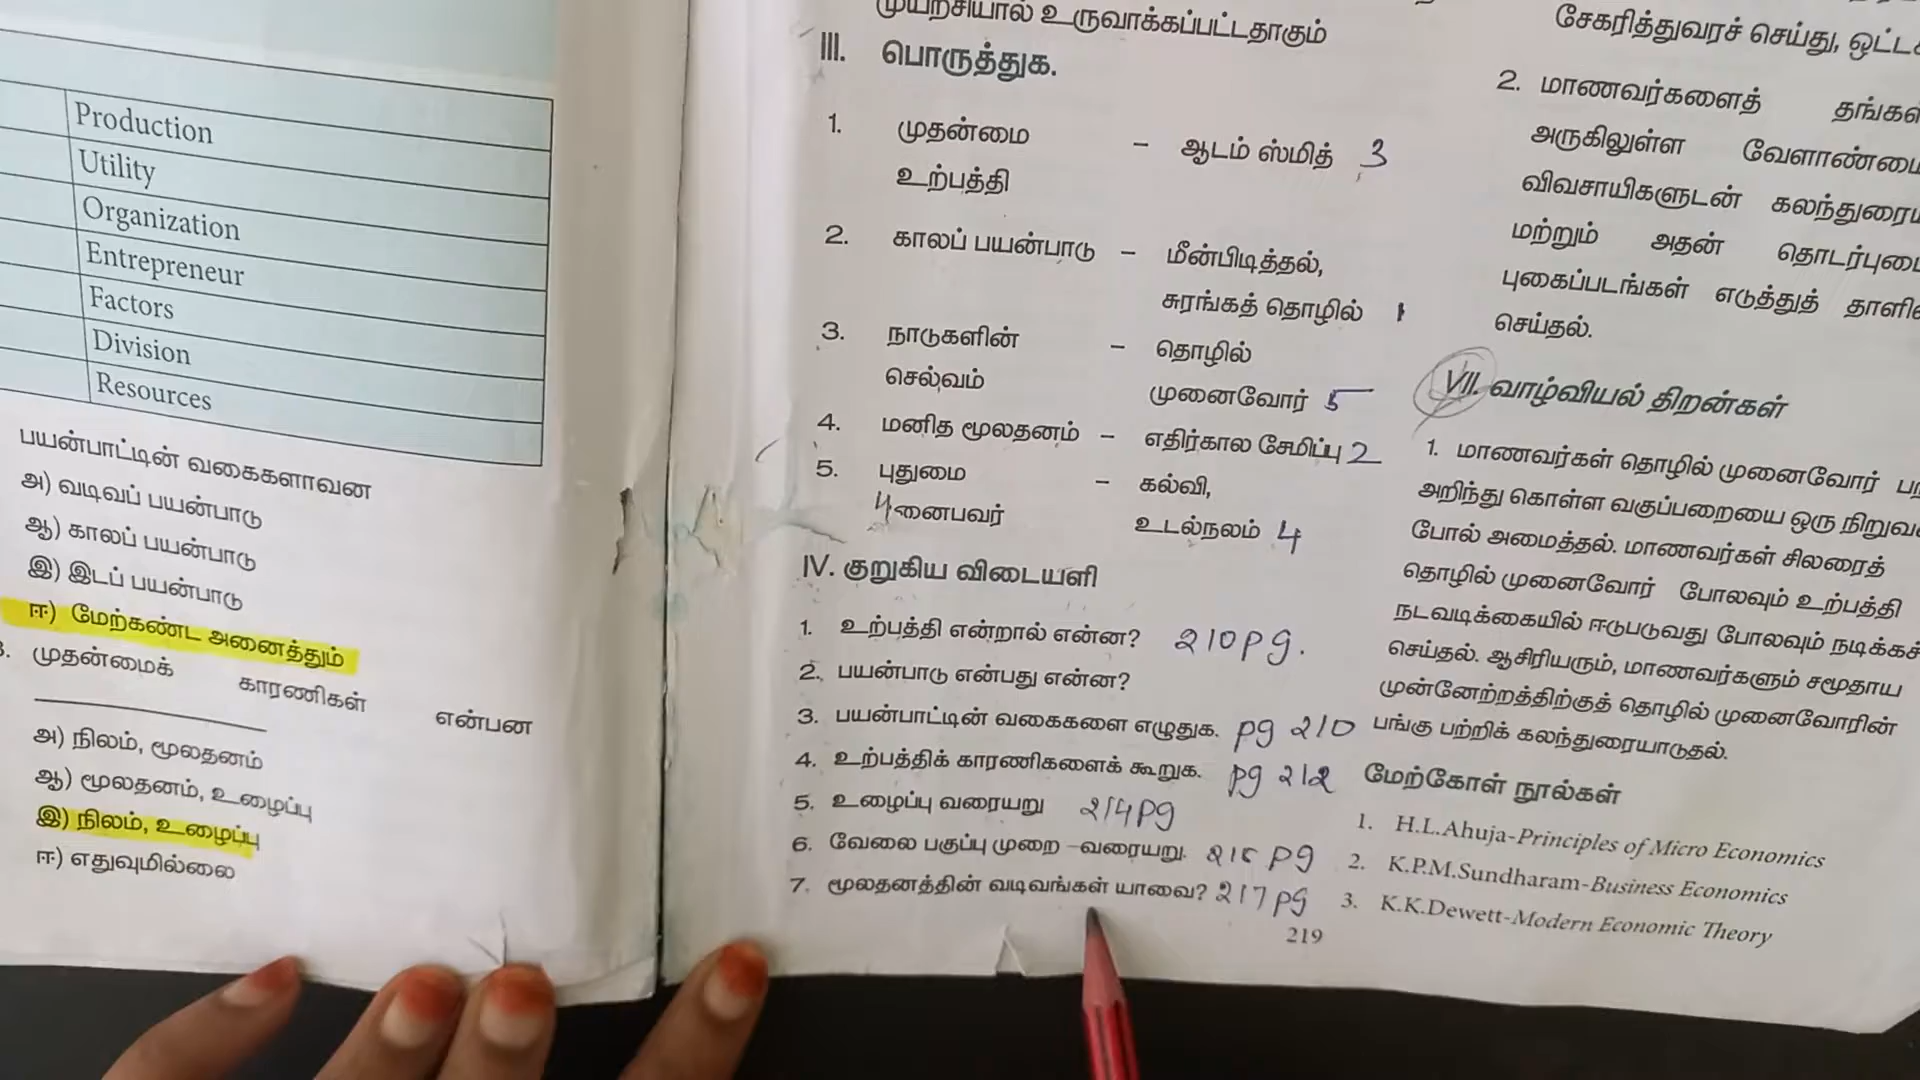 Production
Utility
Organization
Entrepreneur
Factors
Division
Resources
பயன்பாட்டின் வகைகளாவன
அ) வடிவப் பயன்பாடு
ஆ) காலப் பயன்பாடு
இ) இடப் பயன்பாடு
ஈ) மேற்கண்ட அனைத்தும்
3. முதன்மைக் காரணிகள் என்பன
அ) நிலம், மூலதனம்
ஆ) மூலதனம், உழைப்பு
இ) நிலம், உழைப்பு
ஈ) எதுவுமில்லை
முயற்சியால் உருவாக்கப்பட்டதாகும்
III. பொருத்துக.
1. முதன்மை – ஆடம் ஸ்மித் 3
உற்பத்தி
2. காலப் பயன்பாடு – மீன்பிடித்தல்,
சுரங்கத் தொழில் 1
3. நாடுகளின் – தொழில்
செல்வம் முனைவோர் 5
4. மனித மூலதனம் – எதிர்கால சேமிப்பு 2
5. புதுமை – கல்வி,
புனைபவர் உடல்நலம் 4
IV. குறுகிய விடையளி
1. உற்பத்தி என்றால் என்ன? 210 pg.
2. பயன்பாடு என்பது என்ன?
3. பயன்பாட்டின் வகைகளை எழுதுக. pg 210
4. உற்பத்திக் காரணிகளைக் கூறுக. pg 212
5. உழைப்பு வரையறு 214 pg
6. வேலை பகுப்பு முறை –வரையறு. pg
7. மூலதனத்தின் வடிவங்கள் யாவை? 217 pg
சேகரித்துவரச் செய்து,
2. மாணவர்களைத்
அருகிலுள்ள
விவசாயிகளுடன்
மற்றும் அதன்
புகைப்படங்கள் எடுத்துத்
செய்தல்.
VII. வாழ்வியல் திறன்கள்
1. மாணவர்கள் தொழில் முனைவோர்
அறிந்து கொள்ள வகுப்பறையை ஒரு
போல் அமைத்தல். மாணவர்கள் சிலரைத்
தொழில் முனைவோர் போலவும் உற்பத்தி
நடவடிக்கையில் ஈடுபடுவது போலவும் நடிக்கச்
செய்தல். ஆசிரியரும், மாணவர்களும் சமூதாய
முன்னேற்றத்திற்குத் தொழில் முனைவோரின்
பங்கு பற்றிக் கலந்துரையாடுதல்.
மேற்கோள் நூல்கள்
1. H.L.Ahuja-Principles of Micro Economics
2. K.P.M.Sundharam-Business Economics
3. K.K.Dewett-Modern Economic Theory
219